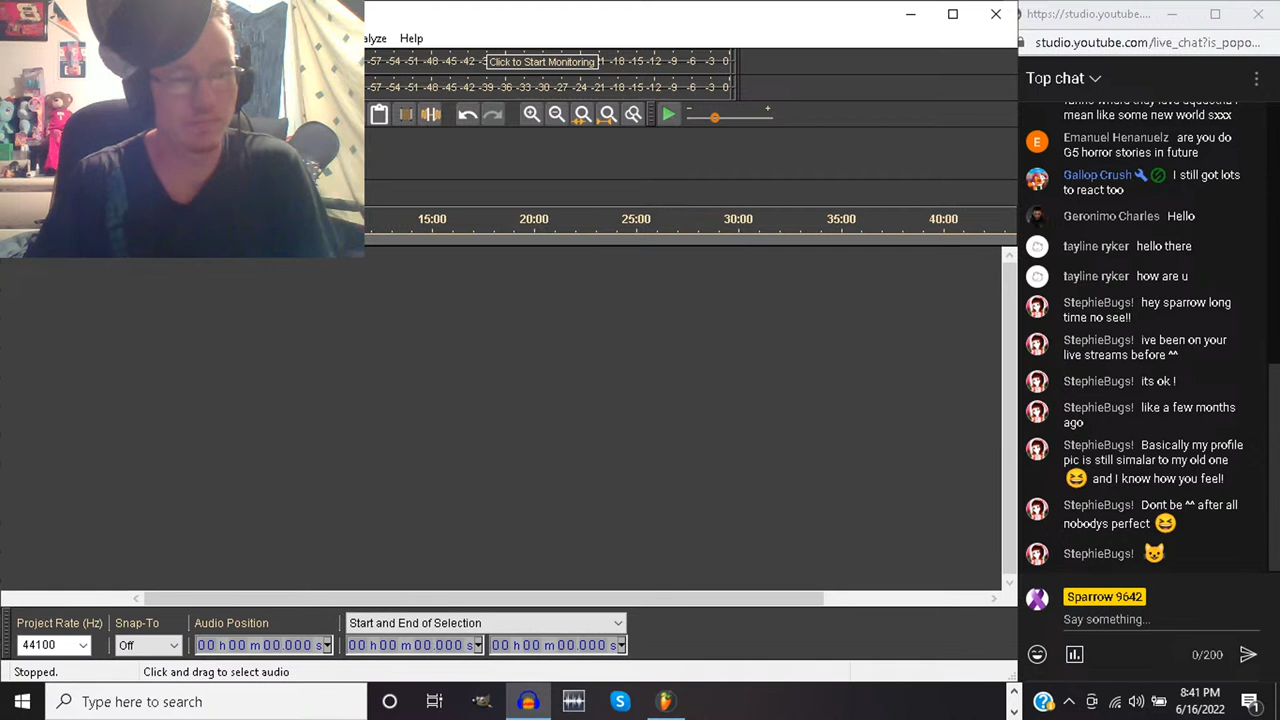 https://studio.youtube....
alyze Help
studio.youtube.com/live_chat?is_popo...
-57 -54 -51 -48 -45 -42 Click to Start Monitoring -18 -15 -12 -9 -6 -3 0
Top chat
-57 -54 -51 -48 -45 -42 -39 -36 -33 -30 -27 -24 -21 -18 -15 -12 -9 -6 -3 0
mean like som new world sxxx
Emanuel Henanuelz are you do
G5 horror stories in future
Gallop Crush I still got lots
to react too
Geronimo Charles Hello
15:00 20:00 25:00 30:00 35:00 40:00
tayline ryker hello there
tayline ryker how are u
StephieBugs! hey sparrow long
time no see!!
StephieBugs! ive been on your
live streams before ^^
StephieBugs! its ok !
StephieBugs! like a few months
ago
StephieBugs! Basically my profile
pic is still simalar to my old one
😆 and I know how you feel!
StephieBugs! Dont be ^^ after all
nobodys perfect 😆
StephieBugs! 😺
Sparrow 9642
Say something...
0/200
Project Rate (Hz) Snap-To Audio Position Start and End of Selection
44100 Off 00 h 00 m 00.000 s 00 h 00 m 00.000 s 00 h 00 m 00.000 s
Stopped. Click and drag to select audio
Type here to search
8:41 PM
6/16/2022
1